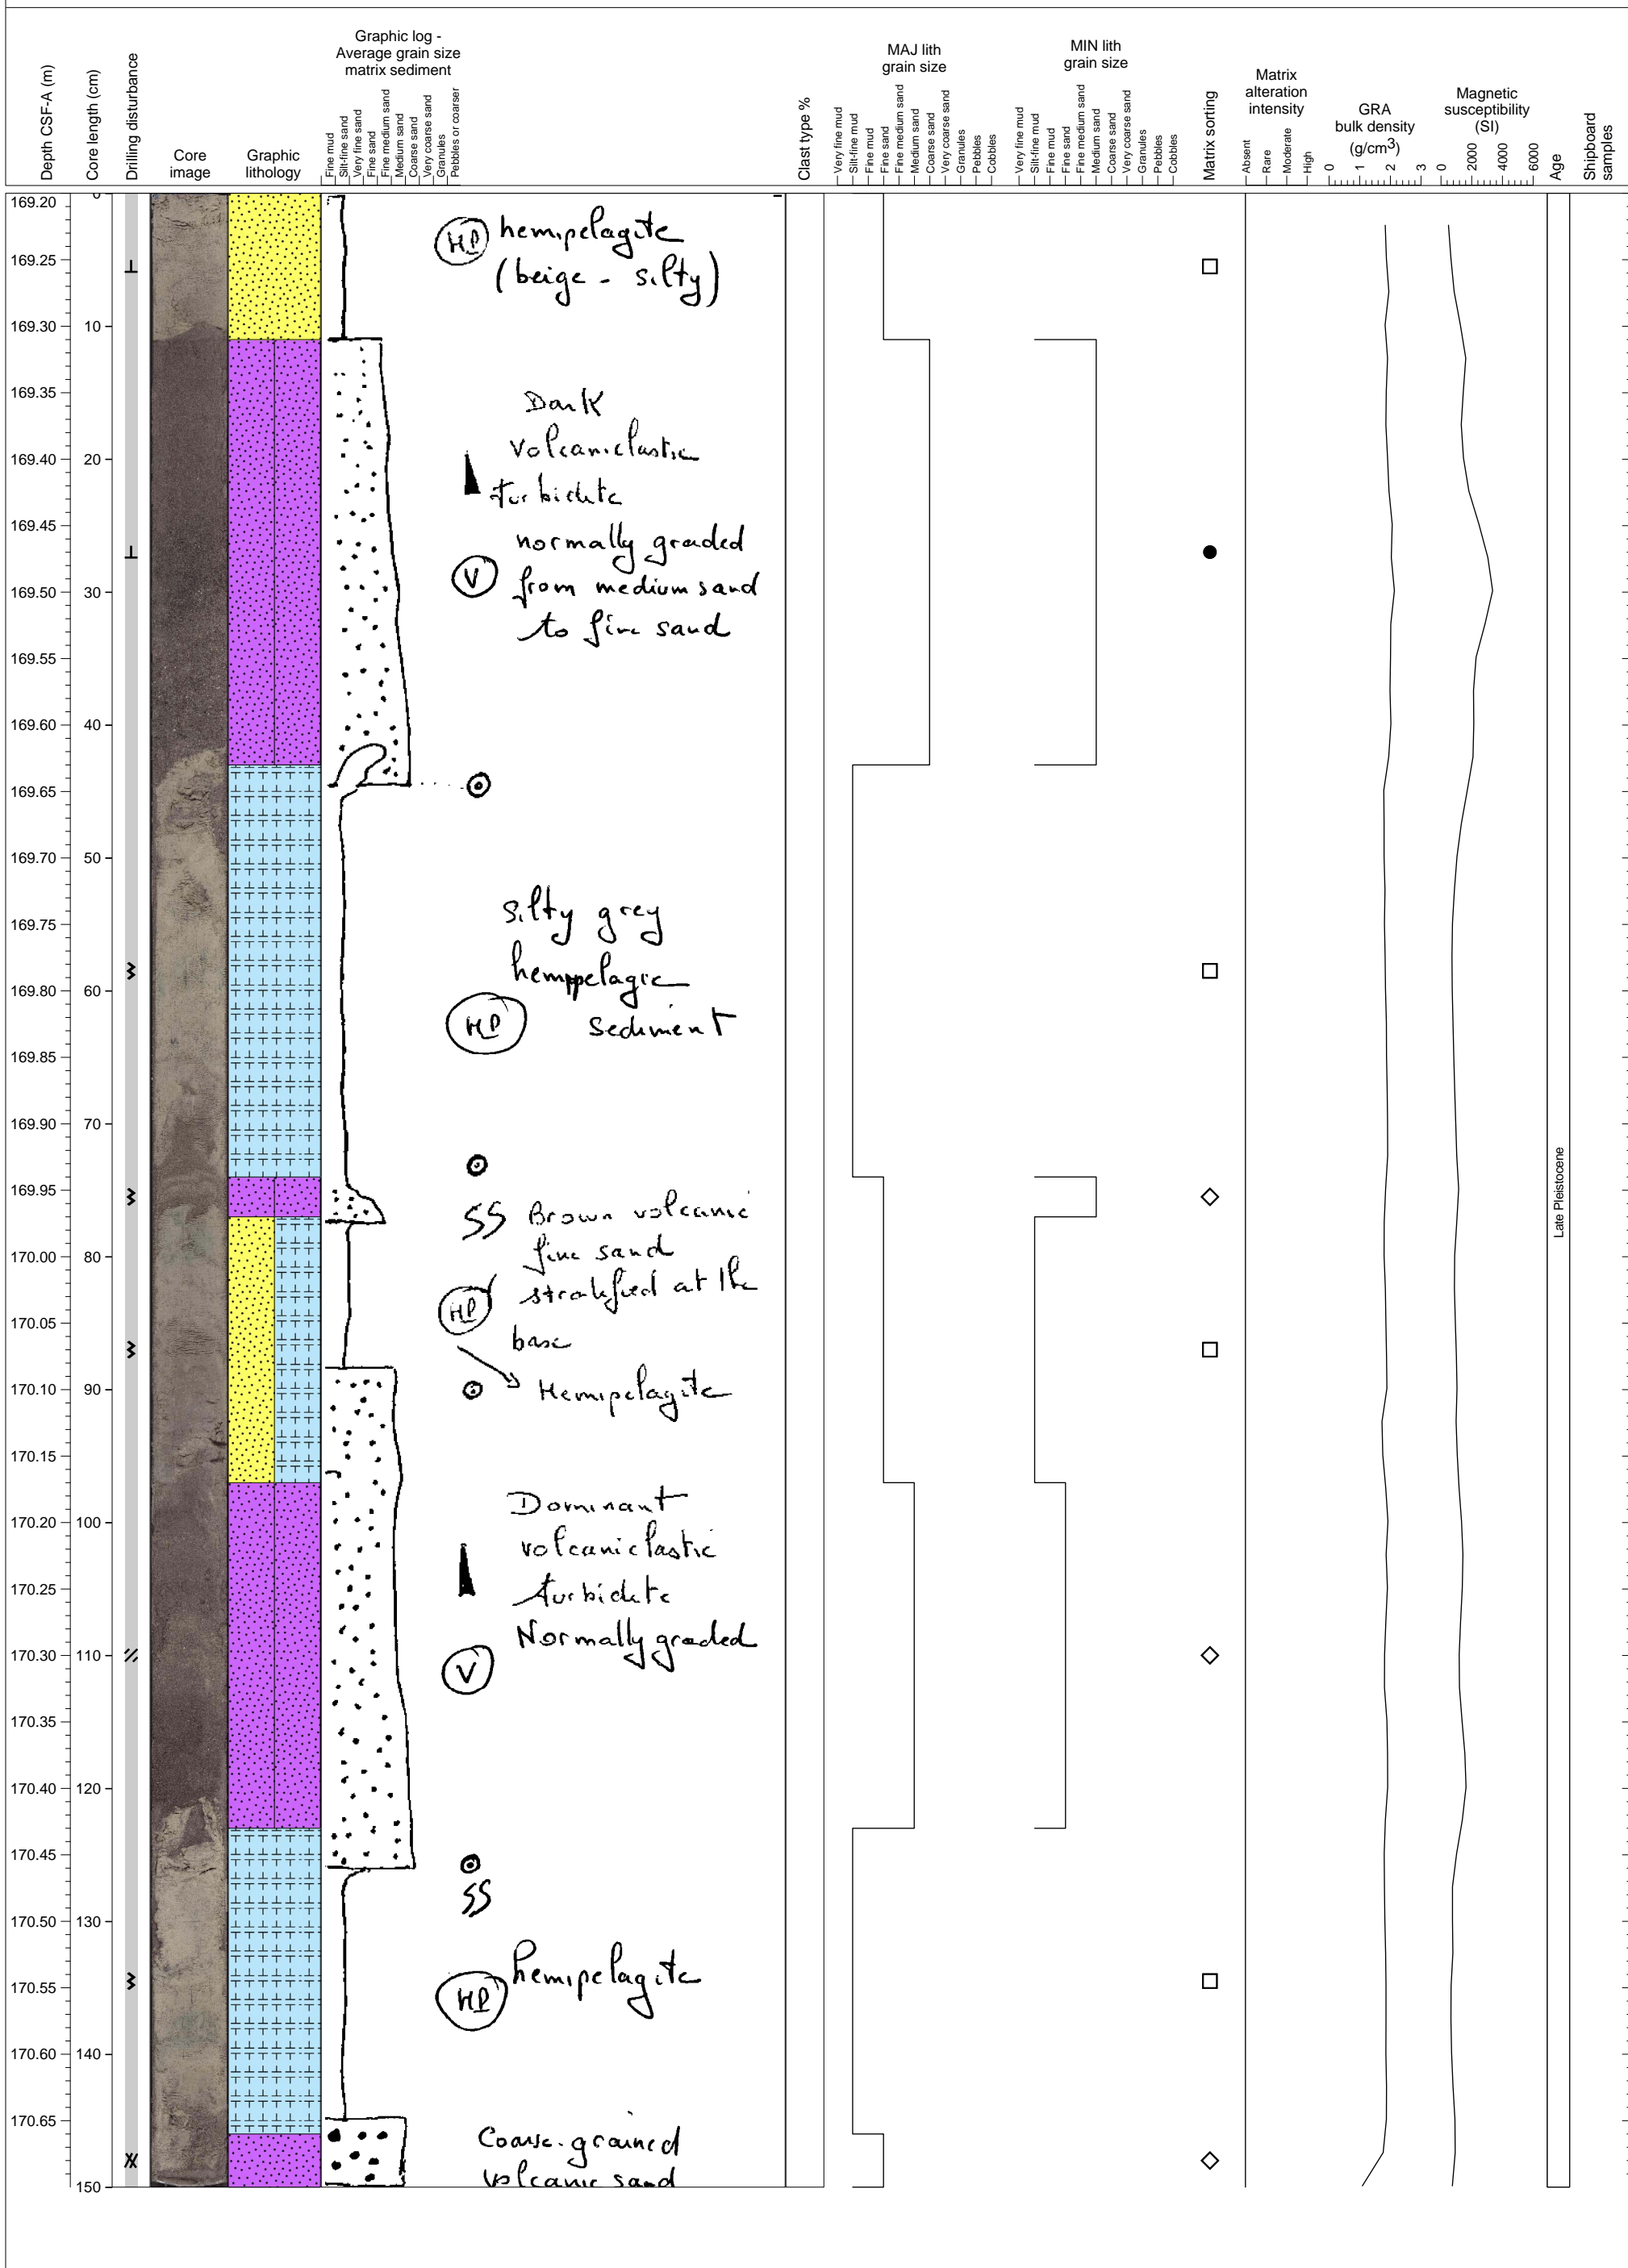 Depth CSF-A (m)
Core length (cm)
Drilling disturbance
Core
image
Graphic
lithology
Graphic log -
Average grain size
matrix sediment
Fine mud
Silt-fine sand
Very fine sand
Fine sand
Fine medium sand
Medium sand
Coarse sand
Very coarse sand
Granules
Pebbles or coarser
Clast type %
MAJ lith
grain size
Very fine mud
Silt-fine mud
Fine mud
Fine sand
Fine medium sand
Medium sand
Coarse sand
Very coarse sand
Granules
Pebbles
Cobbles
MIN lith
grain size
Very fine mud
Silt-fine mud
Fine mud
Fine sand
Fine medium sand
Medium sand
Coarse sand
Very coarse sand
Granules
Pebbles
Cobbles
Matrix sorting
Matrix
alteration
intensity
Absent
Rare
Moderate
High
GRA
bulk density
(g/cm³)
0 1 2 3
Magnetic
susceptibility
(SI)
0 2000 4000 6000
Age
Shipboard
samples
169.20
169.25
169.30
169.35
169.40
169.45
169.50
169.55
169.60
169.65
169.70
169.75
169.80
169.85
169.90
169.95
170.00
170.05
170.10
170.15
170.20
170.25
170.30
170.35
170.40
170.45
170.50
170.55
170.60
170.65
0
10
20
30
40
50
60
70
80
90
100
110
120
130
140
150
HP hemipelagite
(beige - silty)
Dark
volcaniclastic
turbidite
normally graded
V from medium sand
to fine sand
silty grey
hemipelagic
HP sediment
SS Brown volcanic
fine sand
HP stratified at the
base
Hemipelagite
Dominant
volcaniclastic
turbidite
Normally graded
V
SS
HP hemipelagite
Coarse-grained
volcanic sand
Late Pleistocene